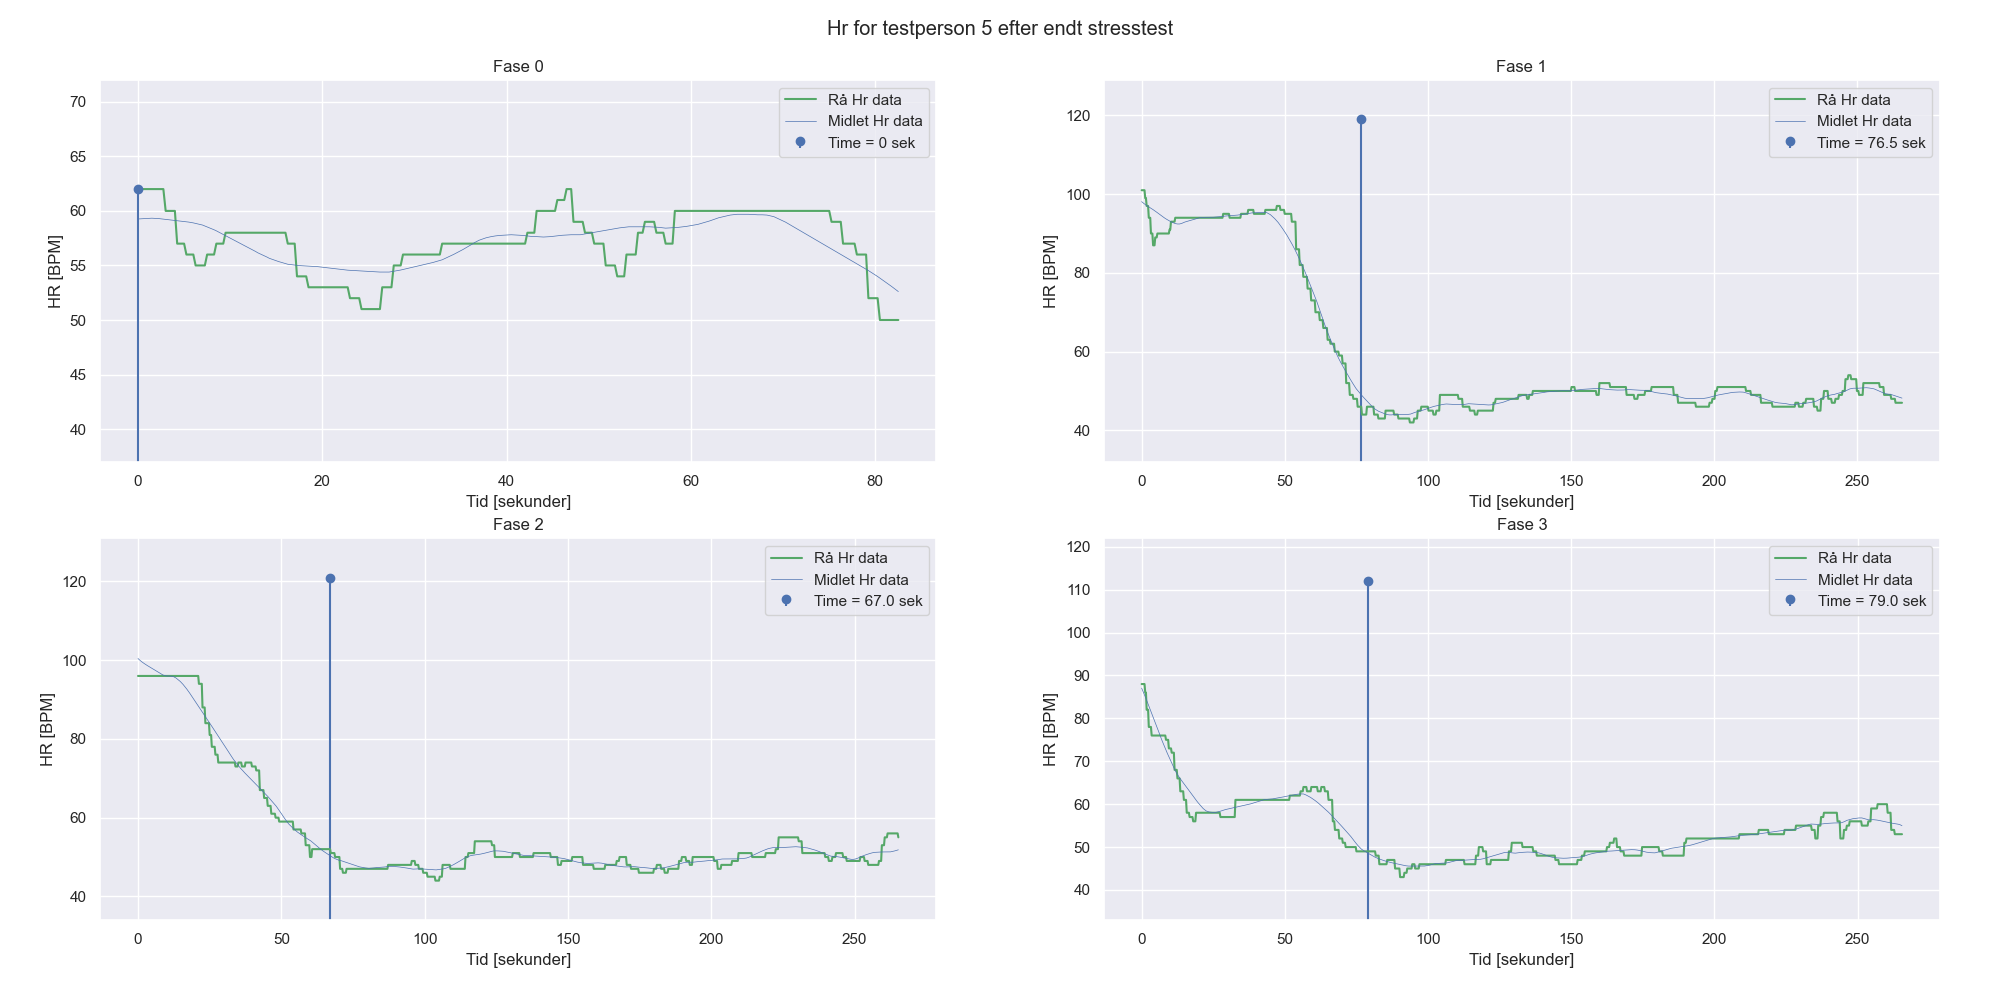 Hr for testperson 5 efter endt stresstest
Fase 0
70
65
60
55
50
45
40
HR [BPM]
0 20 40 60 80
Tid [sekunder]
Rå Hr data
Midlet Hr data
Time = 0 sek
Fase 1
120
100
80
60
40
HR [BPM]
0 50 100 150 200 250
Tid [sekunder]
Rå Hr data
Midlet Hr data
Time = 76.5 sek
Fase 2
120
100
80
60
40
HR [BPM]
0 50 100 150 200 250
Tid [sekunder]
Rå Hr data
Midlet Hr data
Time = 67.0 sek
Fase 3
120
110
100
90
80
70
60
50
40
HR [BPM]
0 50 100 150 200 250
Tid [sekunder]
Rå Hr data
Midlet Hr data
Time = 79.0 sek